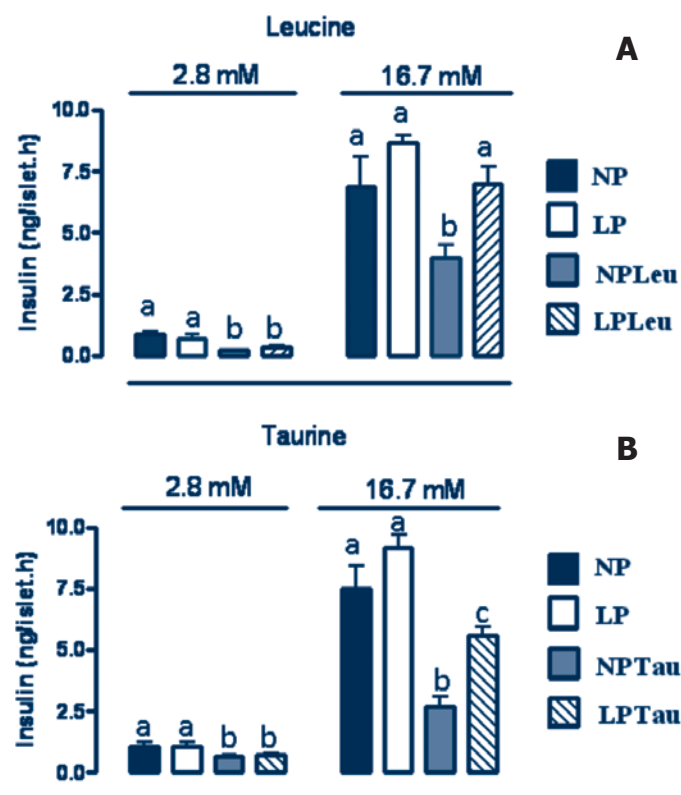 Leucine
A
2.8 mM 16.7 mM
Insulin (ng/islet.h)
10.0
7.5
5.0
2.5
0.0
a a b b a a b a
NP
LP
NPLeu
LPLeu
Taurine
B
2.8 mM 16.7 mM
Insulin (ng/islet.h)
10.0
7.5
5.0
2.5
0.0
a a b b a a b c
NP
LP
NPTau
LPTau